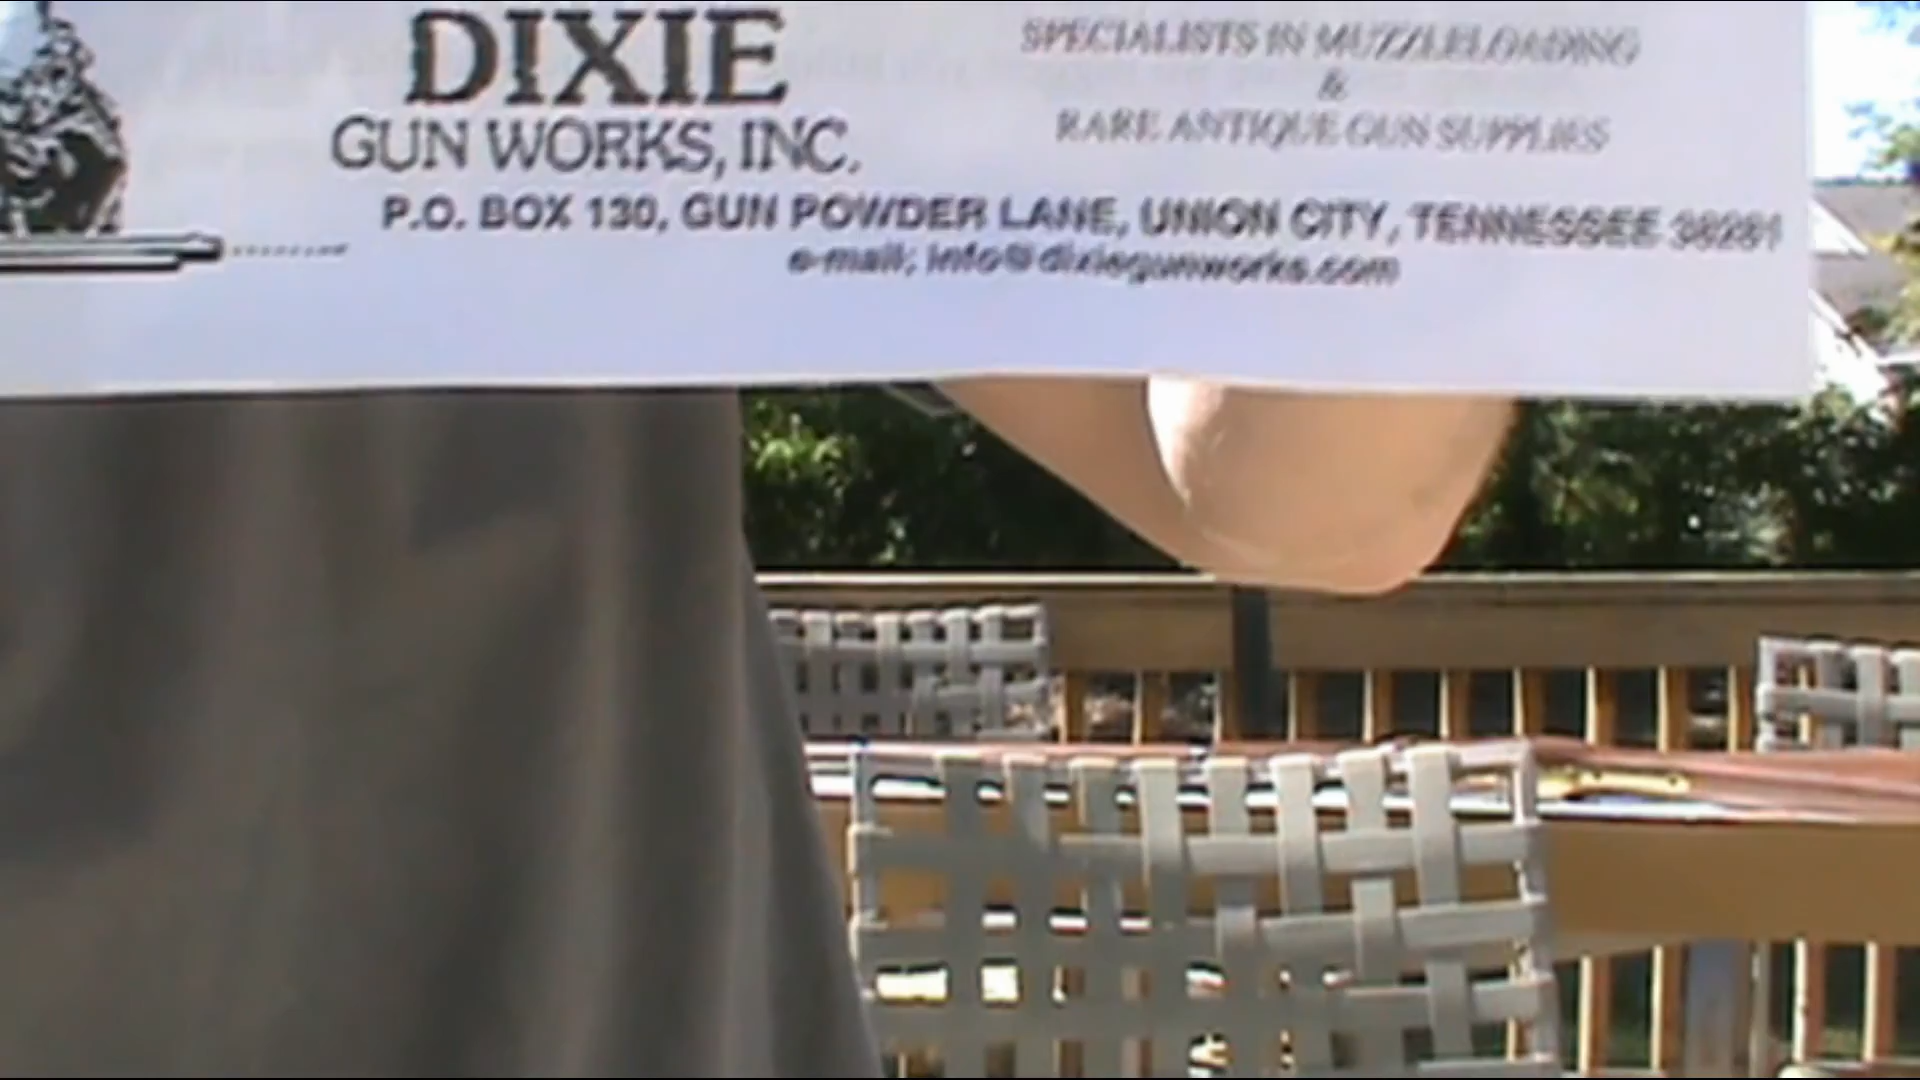 DIXIE
GUN WORKS, INC.
SPECIALISTS IN MUZZLELOADING
&
RARE ANTIQUE GUN SUPPLIES
P.O. BOX 130, GUN POWDER LANE, UNION CITY, TENNESSEE 38281
e-mail; info@dixiegunworks.com